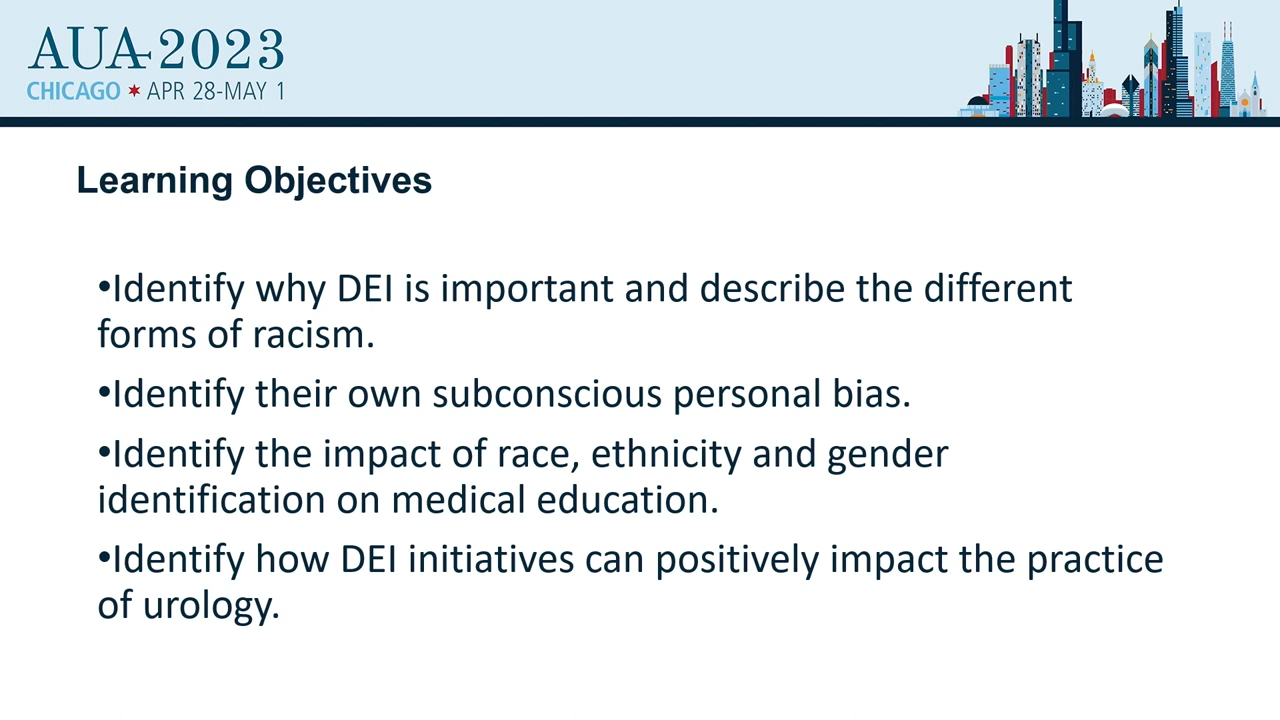 AUA 2023
CHICAGO ✶ APR 28-MAY 1
Learning Objectives
•Identify why DEI is important and describe the different
forms of racism.
•Identify their own subconscious personal bias.
•Identify the impact of race, ethnicity and gender
identification on medical education.
•Identify how DEI initiatives can positively impact the practice
of urology.